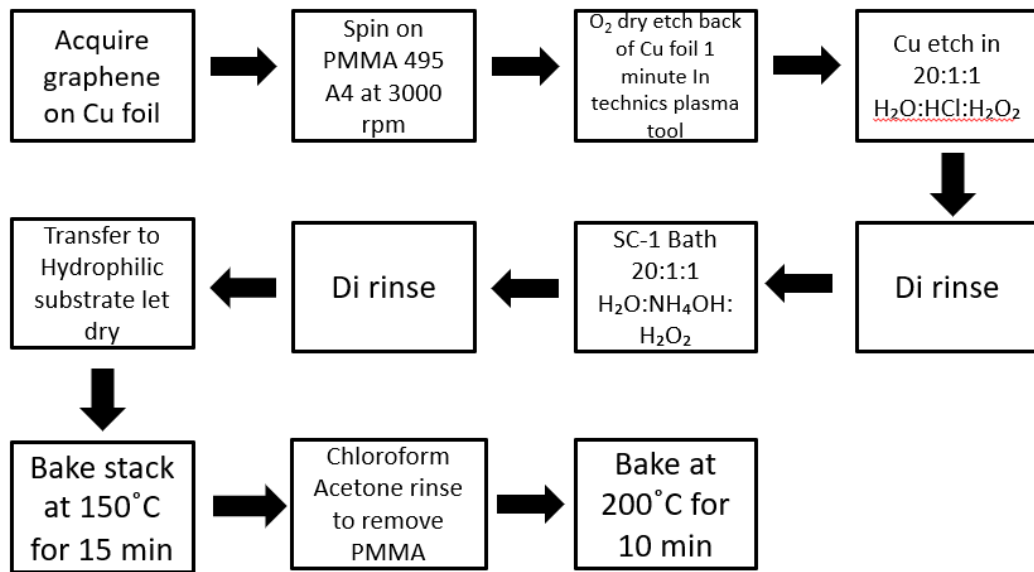 Acquire
graphene
on Cu foil
Spin on
PMMA 495
A4 at 3000
rpm
O₂ dry etch back
of Cu foil 1
minute In
technics plasma
tool
Cu etch in
20:1:1
H₂O:HCl:H₂O₂
Di rinse
SC-1 Bath
20:1:1
H₂O:NH₄OH:
H₂O₂
Di rinse
Transfer to
Hydrophilic
substrate let
dry
Bake stack
at 150˚C
for 15 min
Chloroform
Acetone rinse
to remove
PMMA
Bake at
200˚C for
10 min